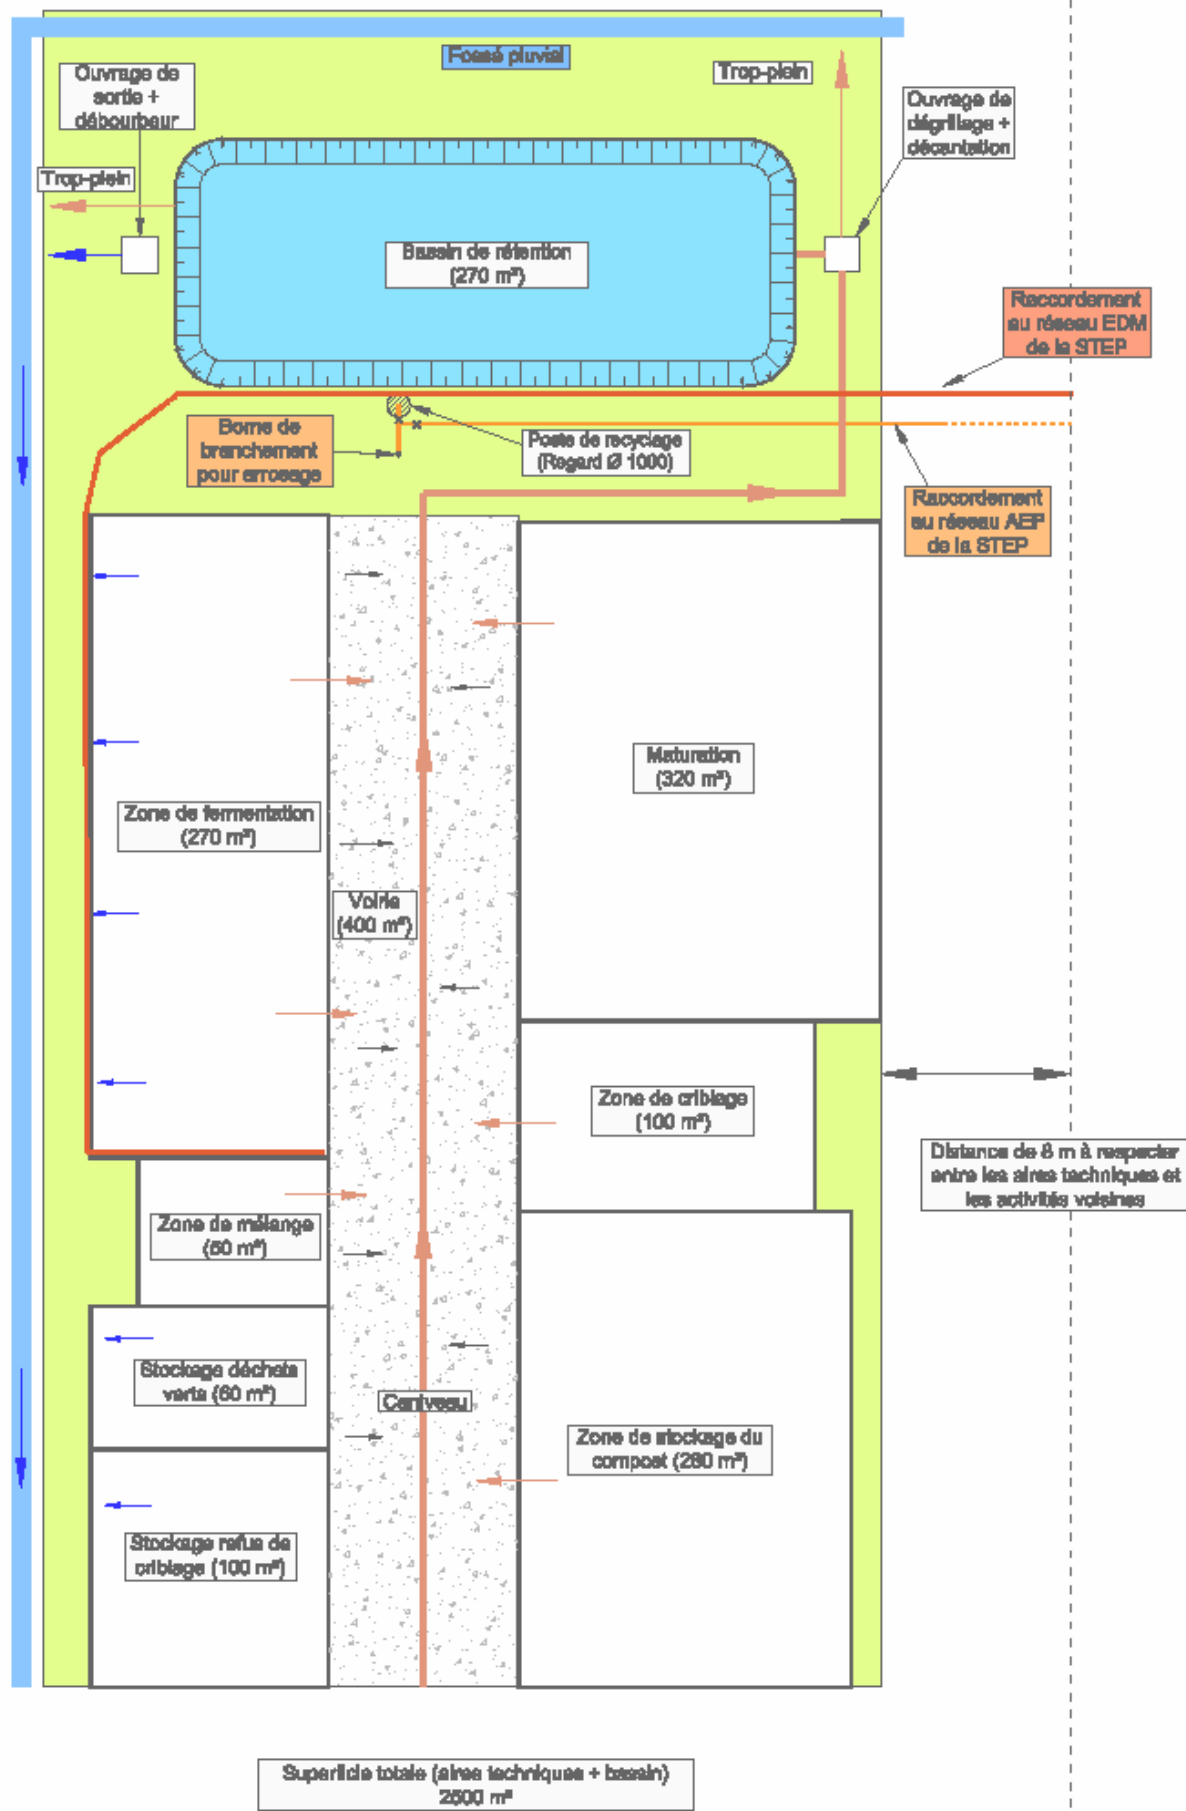 Fossé pluvial
Ouvrage de
sortie +
débourbeur
Trop-plein
Ouvrage de
dégrillage +
décantation
Trop-plein
Bassin de rétention
(270 m²)
Raccordement
au réseau EDM
de la STEP
Borne de
branchement
pour arrosage
Poste de recyclage
(Regard Ø 1000)
Raccordement
au réseau AEP
de la STEP
Maturation
(320 m²)
Zone de fermentation
(270 m²)
Voirie
(400 m²)
Zone de criblage
(100 m²)
Distance de 8 m à respecter
entre les aires techniques et
les activités voisines
Zone de mélange
(50 m²)
Stockage déchets
verts (60 m²)
Caniveau
Zone de stockage du
compost (280 m²)
Stockage refus de
criblage (100 m²)
Superficie totale (aires techniques + bassin)
2500 m²